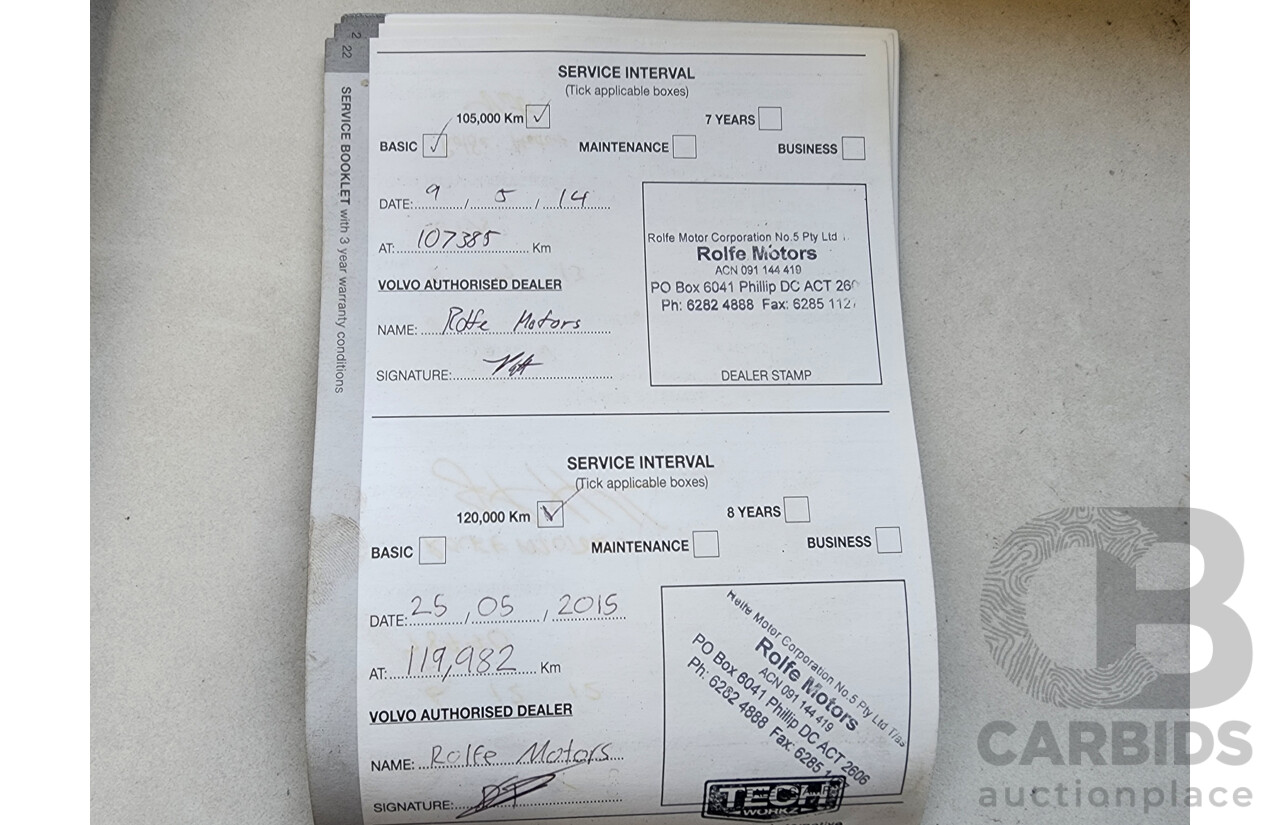 2
22
SERVICE BOOKLET with 3 year warranty conditions
SERVICE INTERVAL
(Tick applicable boxes)
105,000 Km ✓ 7 YEARS
BASIC ✓ MAINTENANCE BUSINESS
DATE: 9 / 5 / 14
AT: 107385 Km
VOLVO AUTHORISED DEALER
NAME: Rolfe Motors
SIGNATURE:
Rolfe Motor Corporation No.5 Pty Ltd
Rolfe Motors
ACN 091 144 419
PO Box 6041 Phillip DC ACT
Ph: 6282 4888 Fax: 6285
DEALER STAMP
SERVICE INTERVAL
(Tick applicable boxes)
120,000 Km ✓ 8 YEARS
BASIC MAINTENANCE BUSINESS
DATE: 25 / 05 / 2015
AT: 119,982 Km
VOLVO AUTHORISED DEALER
NAME: Rolfe Motors
SIGNATURE:
Rolfe Motor Corporation No.5 Pty Ltd T/as
Rolfe Motors
ACN 091 144 419
PO Box 6041 Phillip DC ACT 2606
Ph: 6282 4888 Fax: 6285
TECH
WORKZ
CB
CARBIDS
auctionplace